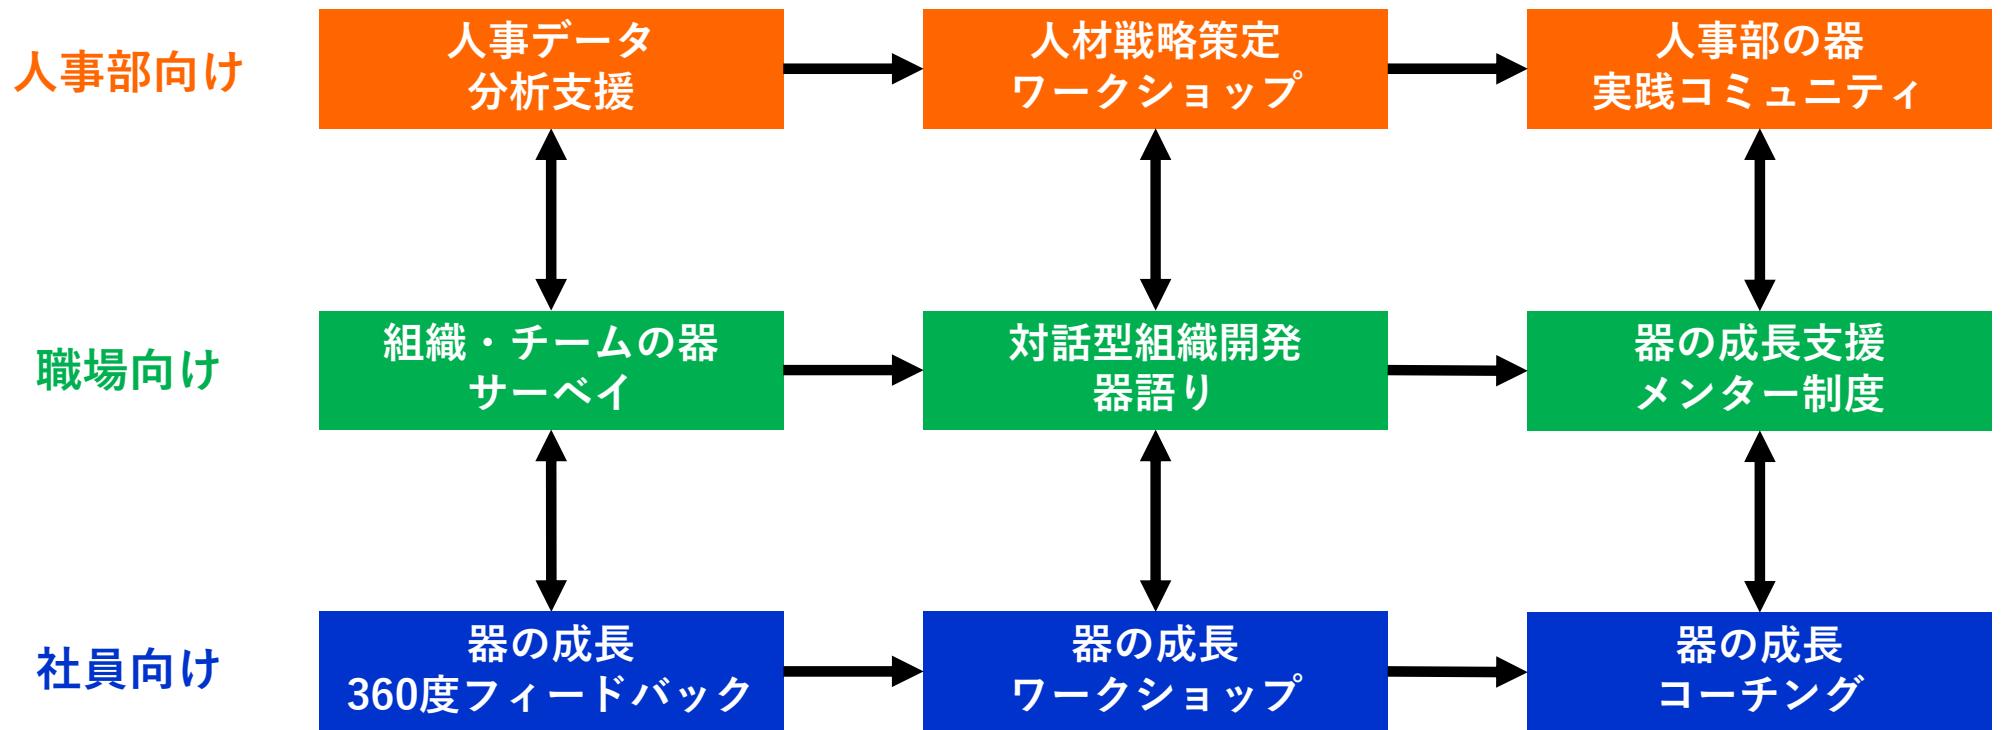 人事部向け
人事データ
分析支援
人材戦略策定
ワークショップ
人事部の器
実践コミュニティ
職場向け
組織・チームの器
サーベイ
対話型組織開発
器語り
器の成長支援
メンター制度
社員向け
器の成長
360度フィードバック
器の成長
ワークショップ
器の成長
コーチング